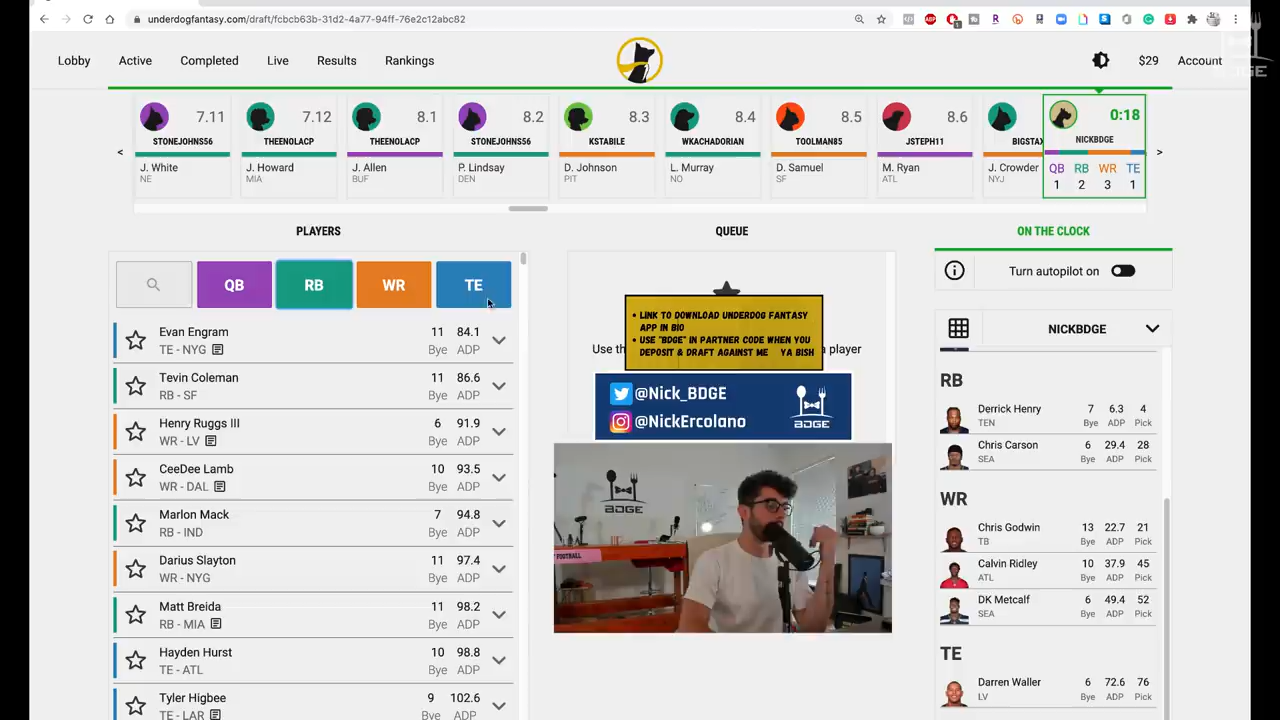 underdogfantasy.com/draft/fcbcb63b-31d2-4a77-94ff-76e2c12abc82
Lobby Active Completed Live Results Rankings $29 Account
BDGE
7.11 7.12 8.1 8.2 8.3 8.4 8.5 8.6 0:18
STONEJOHNS56 THEENOLACP THEENOLACP STONEJOHNS56 KSTABILE WKACHADORIAN TOOLMAN85 JSTEPH11 BIGSTAX NICKBDGE
< J. White J. Howard J. Allen P. Lindsay D. Johnson L. Murray D. Samuel M. Ryan J. Crowder QB RB WR TE >
NE MIA BUF DEN PIT NO SF ATL NYJ 1 2 3 1
PLAYERS
QB RB WR TE
Evan Engram 11 84.1
TE - NYG Bye ADP
Tevin Coleman 11 86.6
RB - SF Bye ADP
Henry Ruggs III 6 91.9
WR - LV Bye ADP
CeeDee Lamb 10 93.5
WR - DAL Bye ADP
Marlon Mack 7 94.8
RB - IND Bye ADP
Darius Slayton 11 97.4
WR - NYG Bye ADP
Matt Breida 11 98.2
RB - MIA Bye ADP
Hayden Hurst 10 98.8
TE - ATL Bye ADP
Tyler Higbee 9 102.6
TE - LAR Bye ADP
QUEUE
• LINK TO DOWNLOAD UNDERDOG FANTASY
APP IN BIO
• USE "BDGE" IN PARTNER CODE WHEN YOU
DEPOSIT & DRAFT AGAINST ME YA BISH
Use th a player
@Nick_BDGE
@NickErcolano
BDGE
BDGE
FOOTBALL
ON THE CLOCK
Turn autopilot on
NICKBDGE
RB
Derrick Henry 7 6.3 4
TEN Bye ADP Pick
Chris Carson 6 29.4 28
SEA Bye ADP Pick
WR
Chris Godwin 13 22.7 21
TB Bye ADP Pick
Calvin Ridley 10 37.9 45
ATL Bye ADP Pick
DK Metcalf 6 49.4 52
SEA Bye ADP Pick
TE
Darren Waller 6 72.6 76
LV Bye ADP Pick